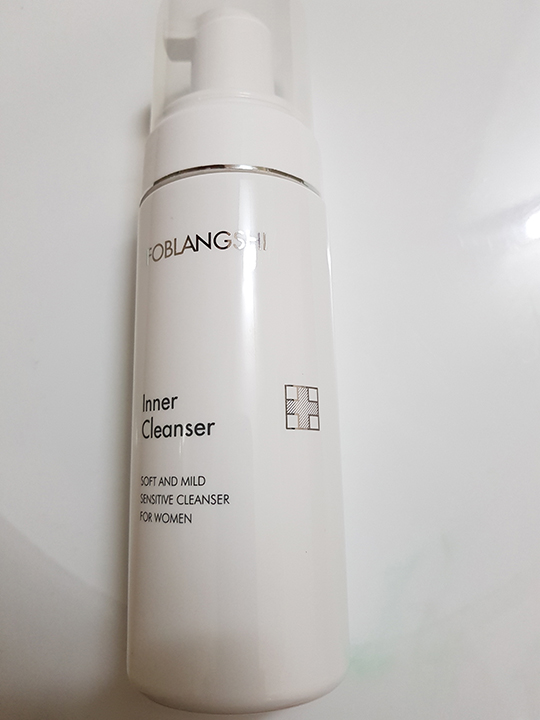 FOBLANGSHI
Inner
Cleanser
SOFT AND MILD
SENSITIVE CLEANSER
FOR WOMEN